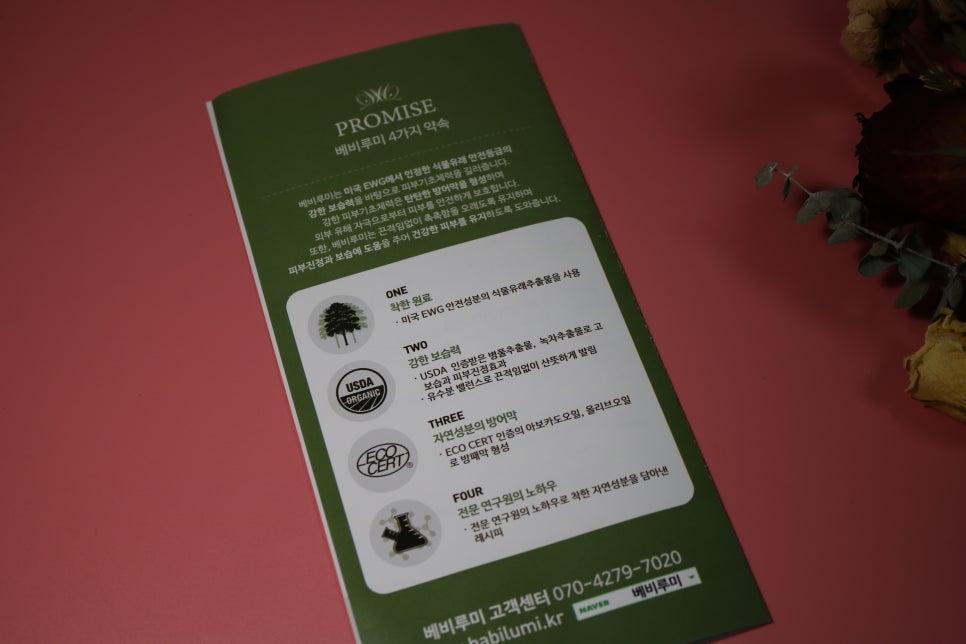 PROMISE
베비루미 4가지 약속
베비루미는 미국 EWG에서 인정한 식물유래 안전등급의
강한 보습력을 바탕으로 피부기초체력을 길러줍니다.
강한 피부기초체력은 탄탄한 방어막을 형성하여
외부 유해 자극으로부터 피부를 안전하게 보호합니다.
또한, 베비루미는 끈적임없이 촉촉함을 오래도록 유지하며
피부진정과 보습에 도움을 주어 건강한 피부를 유지하도록 도와줍니다.
ONE
착한 원료
· 미국 EWG 안전성분의 식물유래추출물을 사용
TWO
강한 보습력
· USDA 인증받은 병풀추출물, 녹차추출물로 고
보습과 피부진정효과
· 유수분 밸런스로 끈적임없이 산뜻하게 발림
USDA
ORGANIC
THREE
자연성분의 방어막
· ECO CERT 인증의 아보카도오일, 올리브오일
로 방패막 형성
ECO
CERT®
FOUR
전문 연구원의 노하우
· 전문 연구원의 노하우로 착한 자연성분을 담아낸
레시피
베비루미 고객센터 070-4279-7020
babilumi.kr NAVER 베비루미